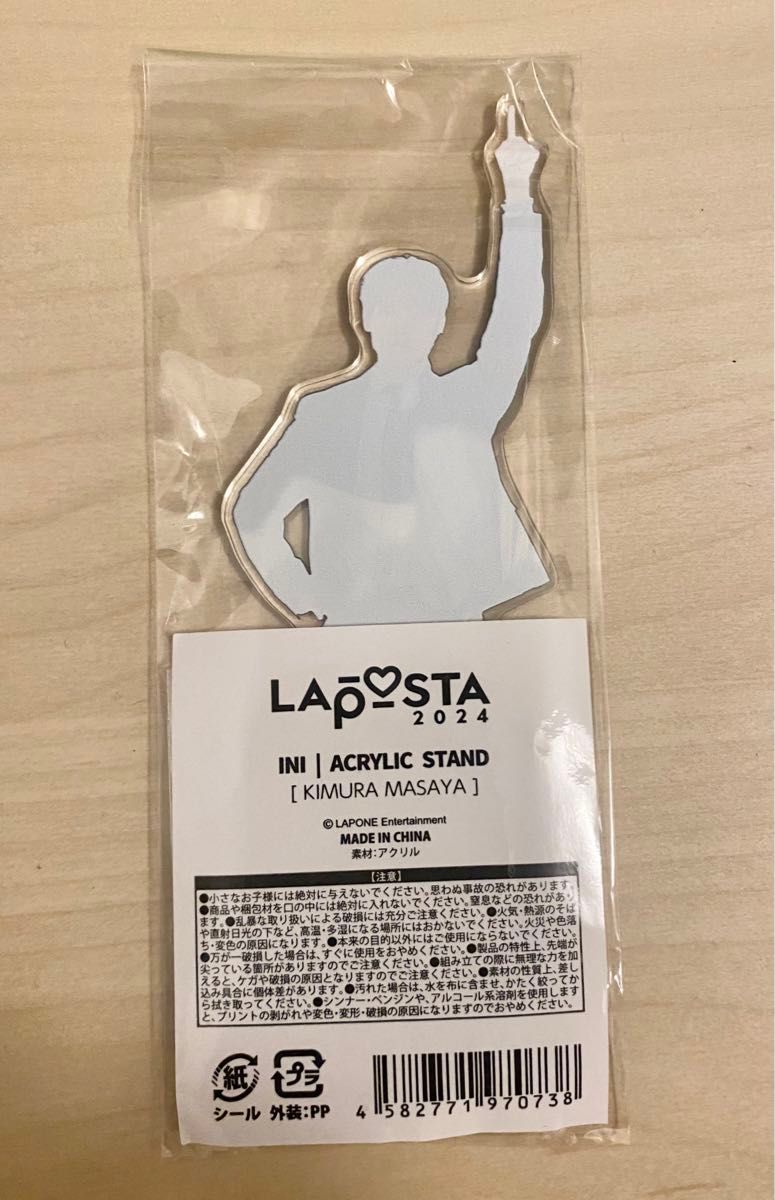 LAPOSTA
2024
INI | ACRYLIC STAND
[ KIMURA MASAYA ]
© LAPONE Entertainment
MADE IN CHINA
素材:アクリル
【注意】
●小さなお子様には絶対に与えないでください。思わぬ事故の恐れがあります。
●商品や梱包材を口の中には絶対に入れないでください。窒息などの恐れがあり
ます。●乱暴な取り扱いによる破損には充分ご注意ください。●火気・熱源のそば
や直射日光の下など、高温・多湿になる場所にはおかないでください。火災や色落
ち・変色の原因になります。●本来の目的以外にはご使用にならないでください。
●万が一破損した場合は、すぐに使用をおやめください。●製品の特性上、先端が
尖っている箇所がありますのでご注意ください。●組み立ての際に無理な力を加
えると、ケガや破損の原因となりますのでご注意ください。●素材の性質上、差し
込み具合に個体差があります。●汚れた場合は、水を布に含ませ、かたく絞ってか
ら拭き取ってください。●シンナー・ベンジンや、アルコール系溶剤を使用します
と、プリントの剥がれや変色・変形・破損の原因になりますのでおやめください。
紙
シール
プラ
外装:PP
4 582771 970738